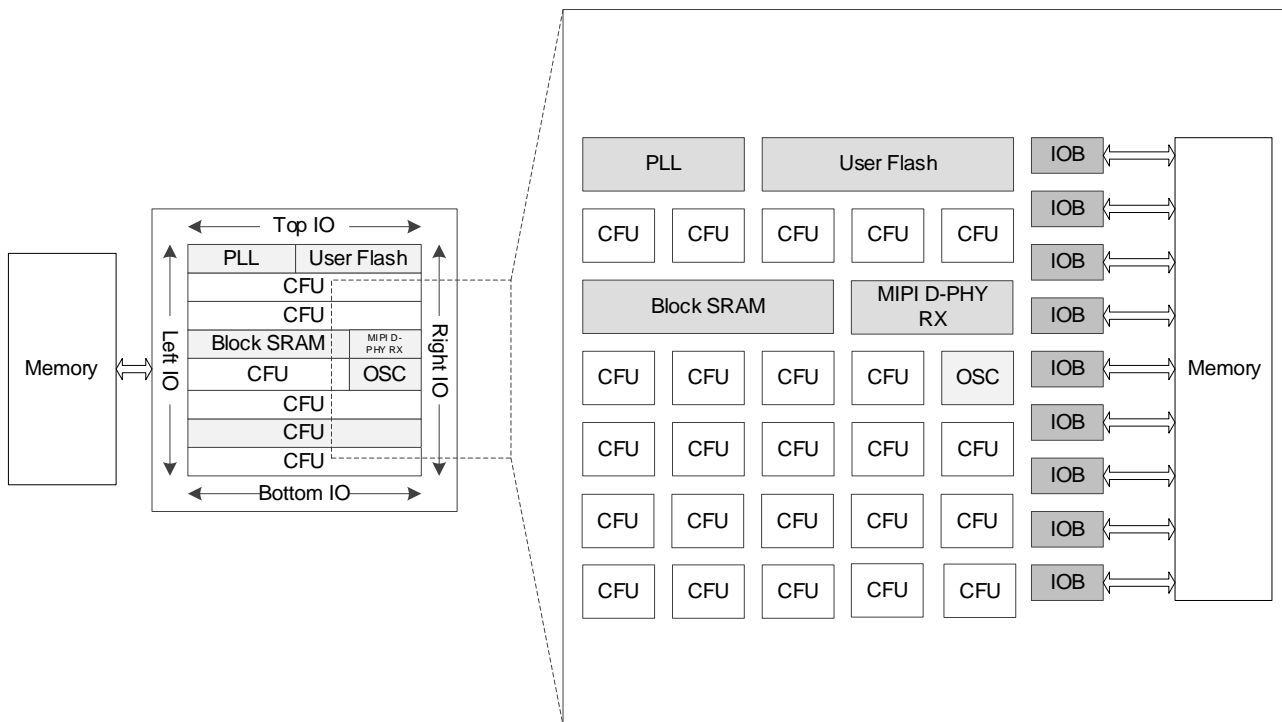 Memory
Top IO
Left IO
Right IO
PLL User Flash
CFU
CFU
Block SRAM MIPI D-
PHY RX
CFU OSC
CFU
CFU
CFU
Bottom IO
PLL User Flash IOB
IOB
CFU CFU CFU CFU CFU
IOB
Block SRAM MIPI D-PHY
RX
IOB
CFU CFU CFU CFU OSC IOB
Memory
CFU CFU CFU CFU CFU IOB
IOB
CFU CFU CFU CFU CFU IOB
CFU CFU CFU CFU CFU IOB